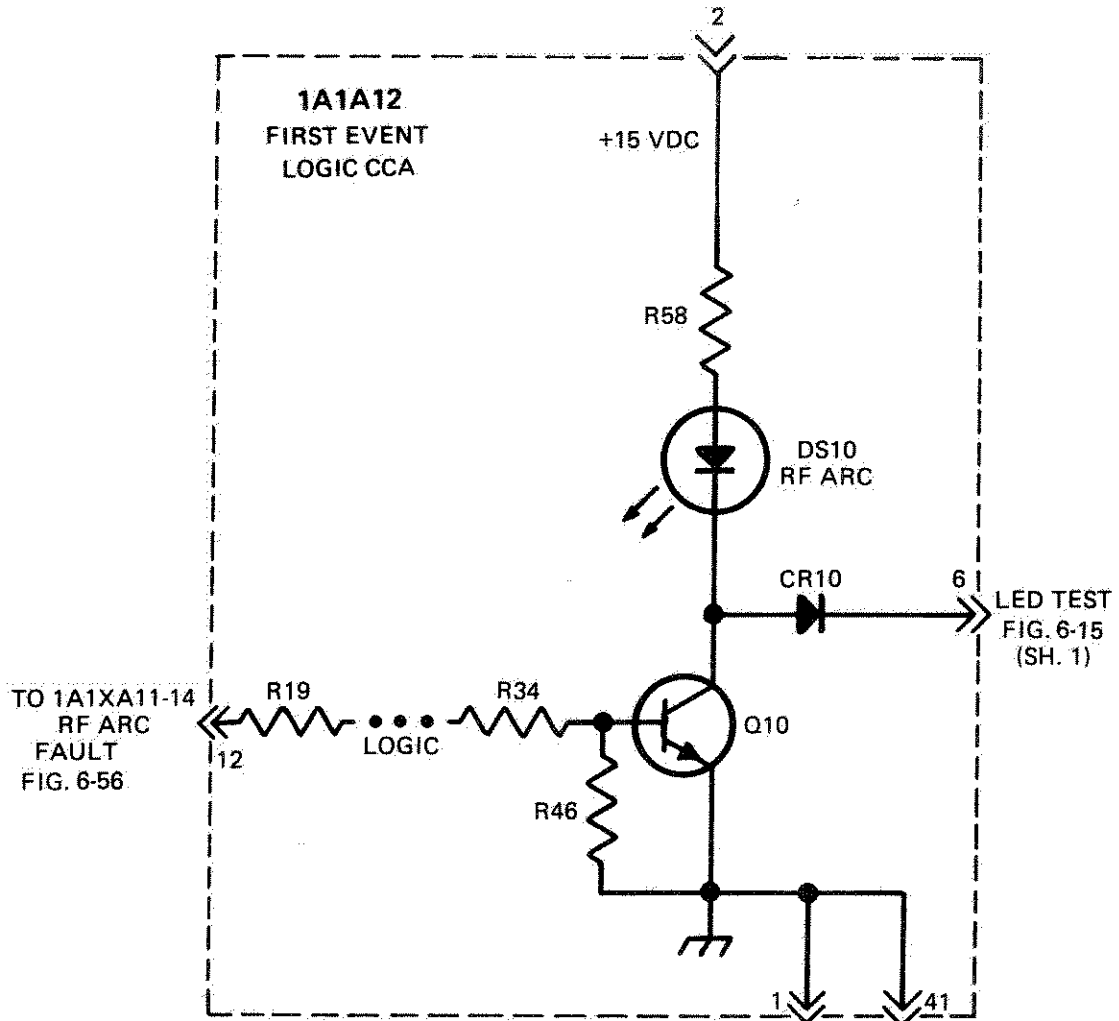 2
1A1A12
FIRST EVENT
LOGIC CCA
+15 VDC
R58
DS10
RF ARC
CR10
6
LED TEST
FIG. 6-15
(SH. 1)
TO 1A1XA11-14
RF ARC
FAULT
FIG. 6-56
12
R19
LOGIC
R34
Q10
R46
1
41